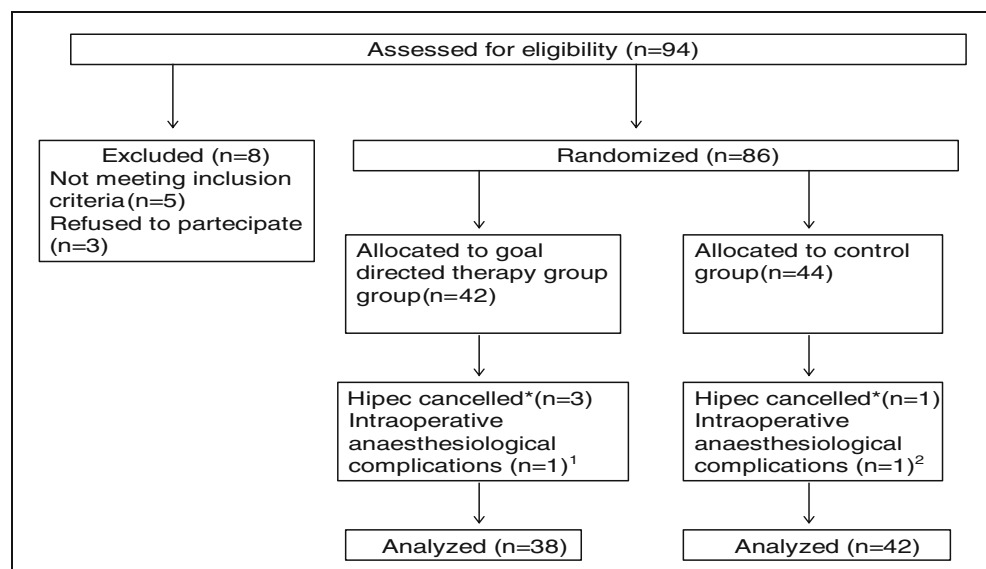 Assessed for eligibility (n=94)
Excluded (n=8)
Not meeting inclusion
criteria(n=5)
Refused to partecipate
(n=3)
Randomized (n=86)
Allocated to goal
directed therapy group
group(n=42)
Allocated to control
group(n=44)
Hipec cancelled*(n=3)
Intraoperative
anaesthesiological
complications (n=1)¹
Hipec cancelled*(n=1)
Intraoperative
anaesthesiological
complications (n=1)²
Analyzed (n=38)
Analyzed (n=42)